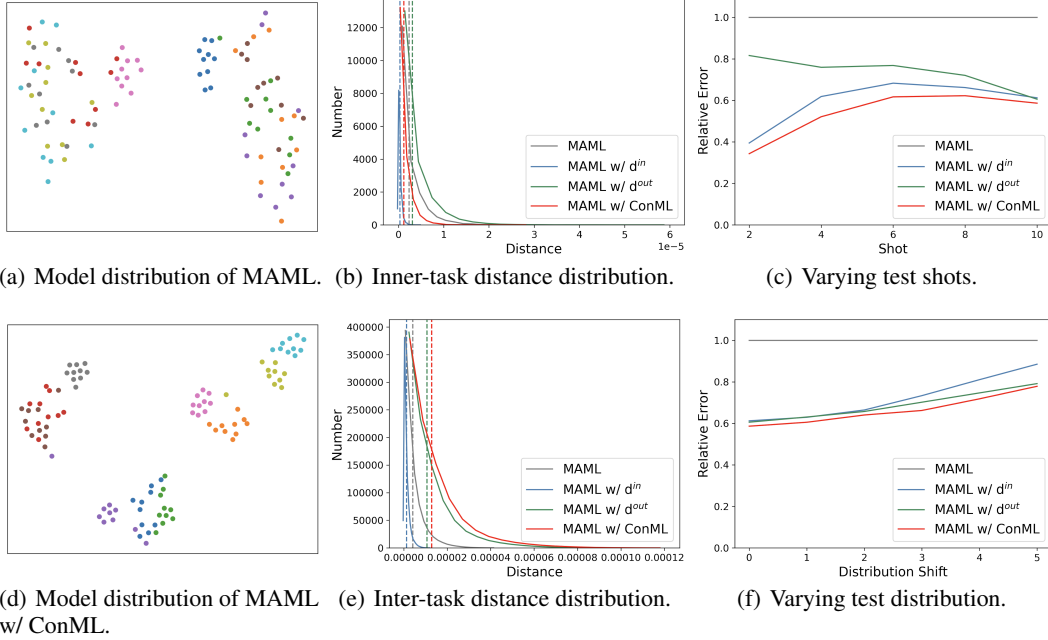 12000
10000
8000
6000
4000
2000
0
Number
0 1 2 3 4 5 6
1e−5
Distance
MAML
MAML w/ d^in
MAML w/ d^out
MAML w/ ConML
1.0
0.8
0.6
0.4
0.2
0.0
Relative Error
2 4 6 8 10
Shot
MAML
MAML w/ d^in
MAML w/ d^out
MAML w/ ConML
(a) Model distribution of MAML.
(b) Inner-task distance distribution.
(c) Varying test shots.
400000
350000
300000
250000
200000
150000
100000
50000
0
Number
0.00000 0.00002 0.00004 0.00006 0.00008 0.00010 0.00012
Distance
MAML
MAML w/ d^in
MAML w/ d^out
MAML w/ ConML
1.0
0.8
0.6
0.4
0.2
0.0
Relative Error
0 1 2 3 4 5
Distribution Shift
MAML
MAML w/ d^in
MAML w/ d^out
MAML w/ ConML
(d) Model distribution of MAML
w/ ConML.
(e) Inter-task distance distribution.
(f) Varying test distribution.